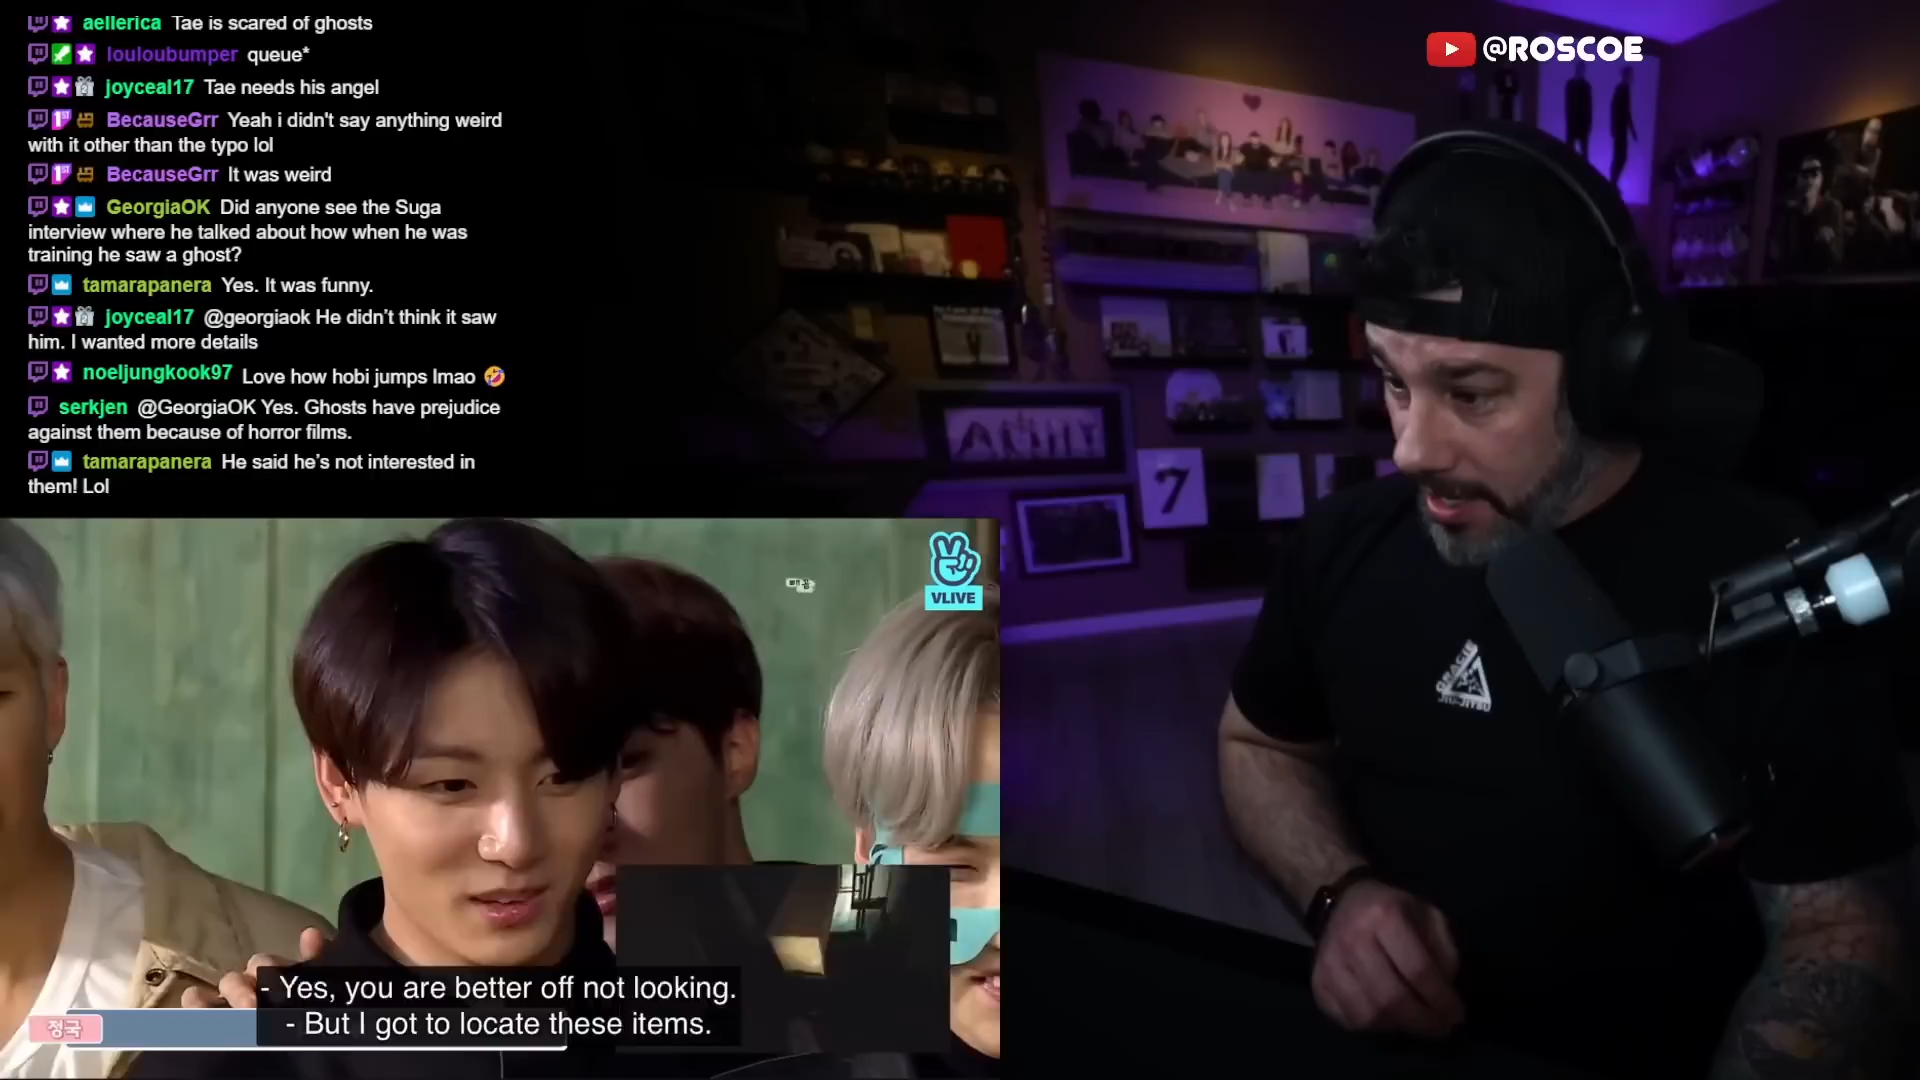 aellerica Tae is scared of ghosts
louloubumper queue*
joyceal17 Tae needs his angel
BecauseGrr Yeah i didn't say anything weird
with it other than the typo lol
BecauseGrr It was weird
GeorgiaOK Did anyone see the Suga
interview where he talked about how when he was
training he saw a ghost?
tamarapanera Yes. It was funny.
joyceal17 @georgiaok He didn’t think it saw
him. I wanted more details
noeljungkook97 Love how hobi jumps lmao 🤣
serkjen @GeorgiaOK Yes. Ghosts have prejudice
against them because of horror films.
tamarapanera He said he’s not interested in
them! Lol
@ROSCOE
ARMY
7
GRACIE
JIU-JITSU
VLIVE
- Yes, you are better off not looking.
- But I got to locate these items.
정국